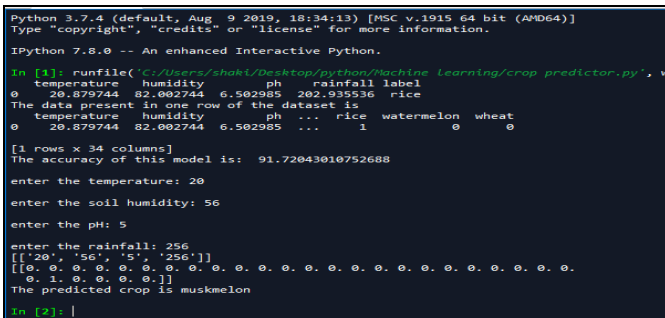 Python 3.7.4 (default, Aug  9 2019, 18:34:13) [MSC v.1915 64 bit (AMD64)]
Type "copyright", "credits" or "license" for more information.
IPython 7.8.0 -- An enhanced Interactive Python.
In [1]: runfile('C:/Users/shaki/Desktop/python/Machine Learning/crop predictor.py', w
   temperature   humidity        ph    rainfall label
0    20.879744  82.002744  6.502985  202.935536  rice
The data present in one row of the dataset is
   temperature   humidity        ph  ...  rice  watermelon  wheat
0    20.879744  82.002744  6.502985  ...     1           0      0
[1 rows x 34 columns]
The accuracy of this model is:  91.72043010752688
enter the temperature: 20
enter the soil humidity: 56
enter the pH: 5
enter the rainfall: 256
[['20', '56', '5', '256']]
[[0. 0. 0. 0. 0. 0. 0. 0. 0. 0. 0. 0. 0. 0. 0. 0. 0. 0. 0. 0. 0. 0. 0. 0.
  0. 1. 0. 0. 0. 0.]]
The predicted crop is muskmelon
In [2]: